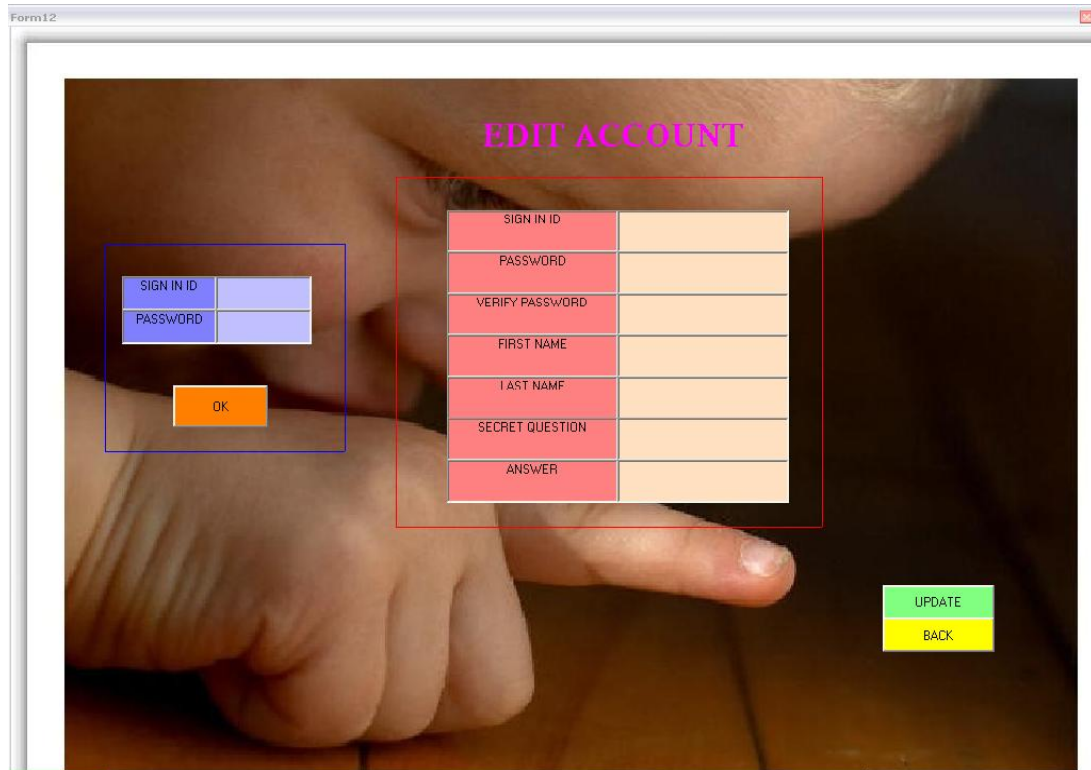 Form12
EDIT ACCOUNT
SIGN IN ID
PASSWORD
OK
SIGN IN ID
PASSWORD
VERIFY PASSWORD
FIRST NAME
LAST NAME
SECRET QUESTION
ANSWER
UPDATE
BACK